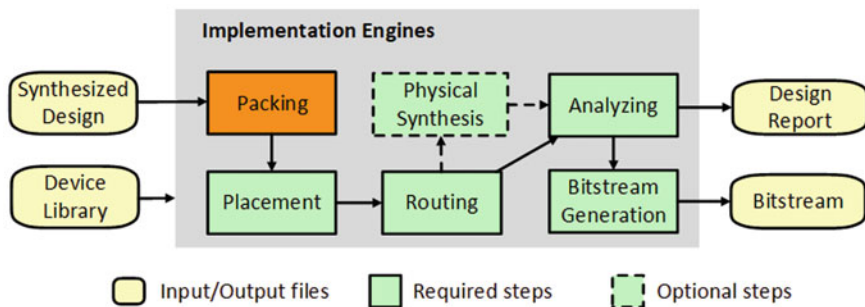 Implementation Engines
Synthesized
Design
Packing
Physical
Synthesis
Analyzing
Design
Report
Device
Library
Placement
Routing
Bitstream
Generation
Bitstream
Input/Output files
Required steps
Optional steps